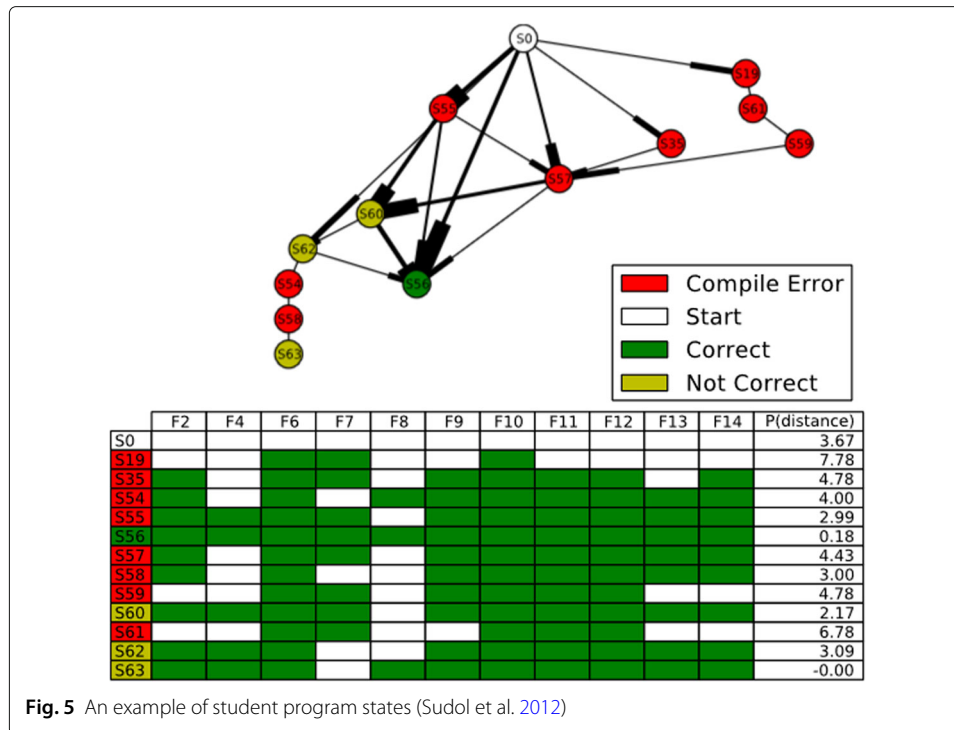 S0
S19
S55
S61
S35
S59
S57
S60
S62
S54
S56
S58
S63
Compile Error
Start
Correct
Not Correct
F2 F4 F6 F7 F8 F9 F10 F11 F12 F13 F14 P(distance)
S0 3.67
S19 7.78
S35 4.78
S54 4.00
S55 2.99
S56 0.18
S57 4.43
S58 3.00
S59 4.78
S60 2.17
S61 6.78
S62 3.09
S63 -0.00
Fig. 5 An example of student program states (Sudol et al. 2012)